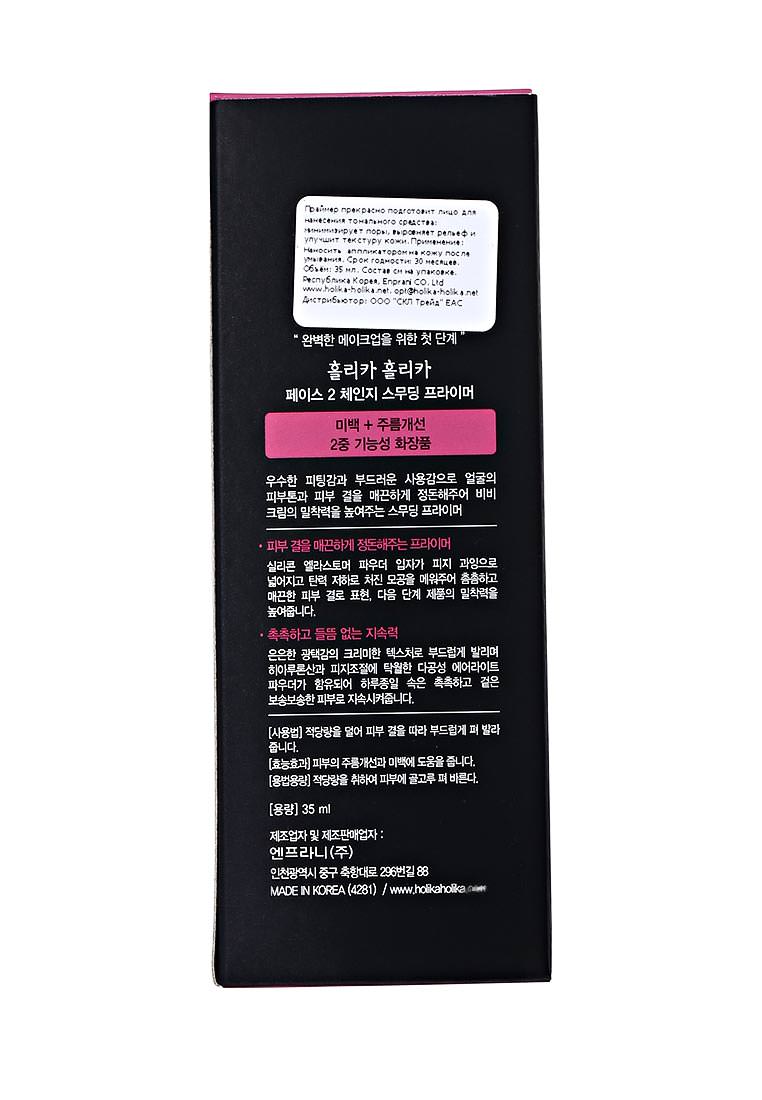 Праймер прекрасно подготовит лицо для
нанесения тонального средства:
минимизирует поры, выровняет рельеф и
улучшит текстуру кожи. Применение:
Наносить аппликатором на кожу после
умывания. Срок годности: 30 месяцев.
Объем: 35 мл. Состав см на упаковке.
Республика Корея, Enprani CO. Ltd
www.holika-holika.net. opt@holika-holika.net
Дистрибьютор: ООО "СКЛ Трейд" ЕАС
" 완벽한 메이크업을 위한 첫 단계 "
홀리카 홀리카
페이스 2 체인지 스무딩 프라이머
미백 + 주름개선
2중 기능성 화장품
우수한 피팅감과 부드러운 사용감으로 얼굴의
피부톤과 피부 결을 매끈하게 정돈해주어 비비
크림의 밀착력을 높여주는 스무딩 프라이머
· 피부 결을 매끈하게 정돈해주는 프라이머
실리콘 엘라스토머 파우더 입자가 피지 과잉으로
넓어지고 탄력 저하로 처진 모공을 메워주어 촘촘하고
매끈한 피부 결로 표현, 다음 단계 제품의 밀착력을
높여줍니다.
· 촉촉하고 들뜸 없는 지속력
은은한 광택감의 크리미한 텍스처로 부드럽게 발리며
히아루론산과 피지조절에 탁월한 다공성 에어라이트
파우더가 함유되어 하루종일 속은 촉촉하고 겉은
보송보송한 피부로 지속시켜줍니다.
[사용법] 적당량을 덜어 피부 결을 따라 부드럽게 펴 발라
줍니다.
[효능효과] 피부의 주름개선과 미백에 도움을 줍니다.
[용법용량] 적당량을 취하여 피부에 골고루 펴 바른다.
[용량] 35 ml
제조업자 및 제조판매업자 :
엔프라니(주)
인천광역시 중구 축항대로 296번길 88
MADE IN KOREA (4281) / www.holikaholika